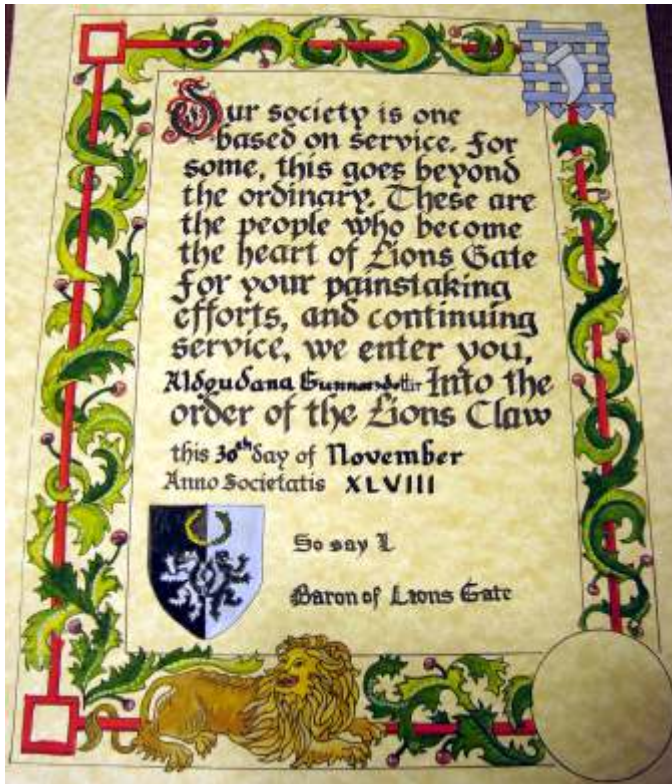 Our society is one
based on service. For
some, this goes beyond
the ordinary. These are
the people who become
the heart of Lions Gate
For your painstaking
efforts, and continuing
service, we enter you,
Aldgudana Gunnarsdottir Into the
order of the Lions Claw
this 30th day of November
Anno Societatis XLVIII
So say I
Baron of Lions Gate